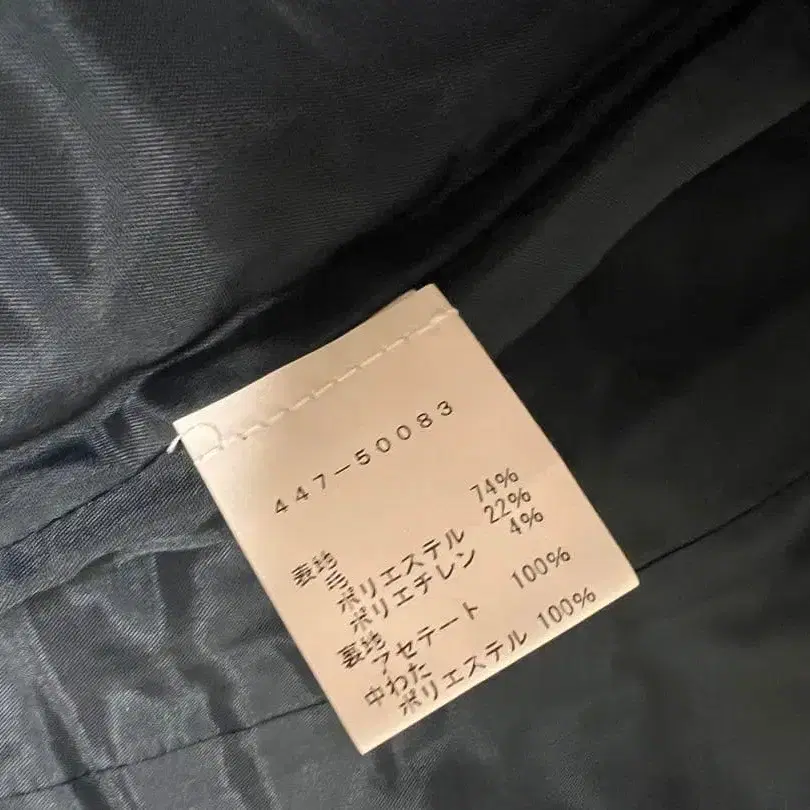 447-50083
表地
毛 74%
ポリエステル 22%
ポリエチレン 4%
裏地
アセテート 100%
中わた
ポリエステル 100%